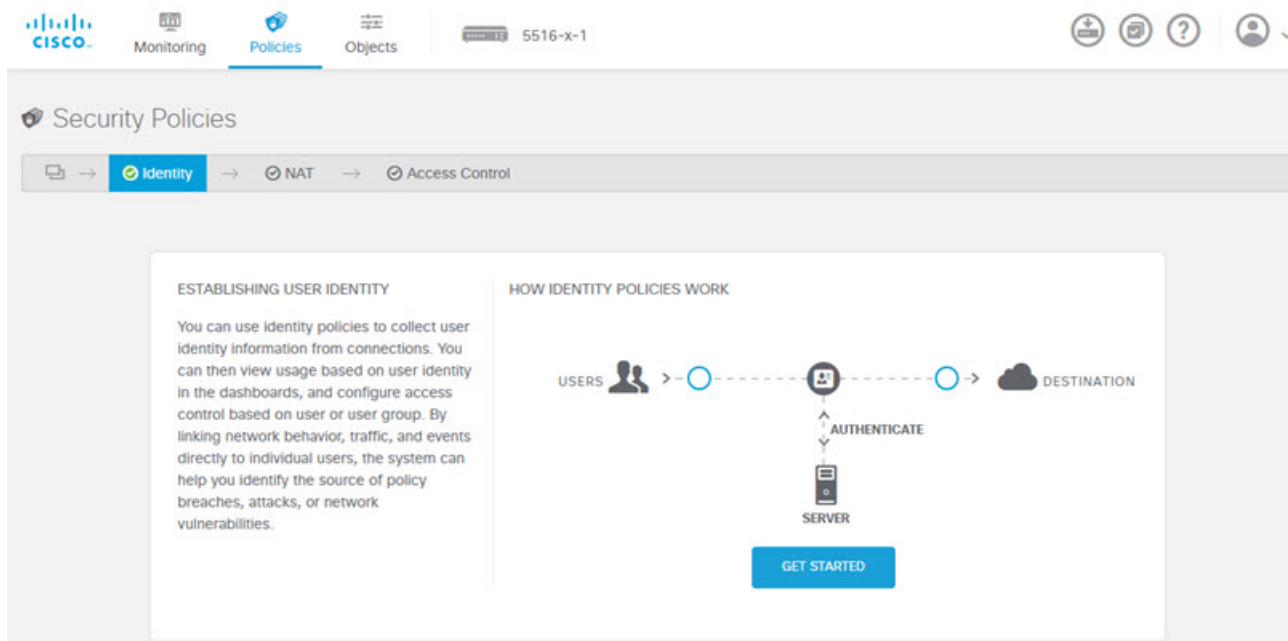 CISCO
Monitoring
Policies
Objects
5516-x-1
?
Security Policies
Identity
NAT
Access Control
ESTABLISHING USER IDENTITY
You can use identity policies to collect user
identity information from connections. You
can then view usage based on user identity
in the dashboards, and configure access
control based on user or user group. By
linking network behavior, traffic, and events
directly to individual users, the system can
help you identify the source of policy
breaches, attacks, or network
vulnerabilities.
HOW IDENTITY POLICIES WORK
USERS
DESTINATION
AUTHENTICATE
SERVER
GET STARTED